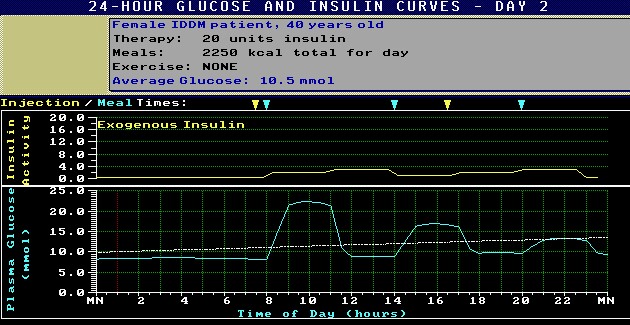 24-HOUR GLUCOSE AND INSULIN CURVES - DAY 2
Female IDDM patient, 40 years old
Therapy: 20 units insulin
Meals: 2250 kcal total for day
Exercise: NONE
Average Glucose: 10.5 mmol
Injection / Meal Times:
Insulin Activity
20.0
16.0
12.0
8.0
4.0
0.0
Exogenous Insulin
Plasma Glucose (mmol)
25.0
20.0
15.0
10.0
5.0
0.0
MN 2 4 6 8 10 12 14 16 18 20 22 MN
Time of Day (hours)